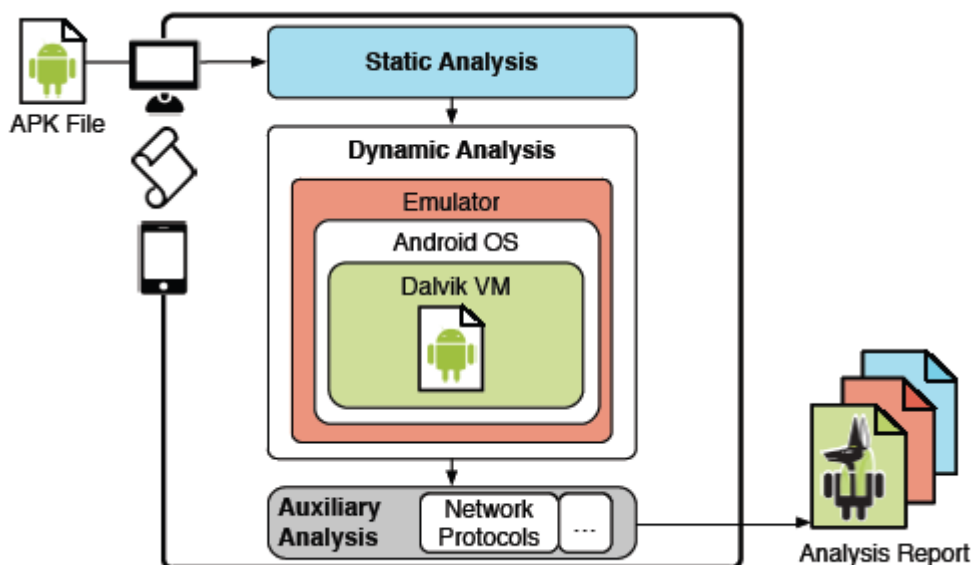 Static Analysis
APK File
Dynamic Analysis
Emulator
Android OS
Dalvik VM
Auxiliary
Analysis
Network
Protocols
...
Analysis Report